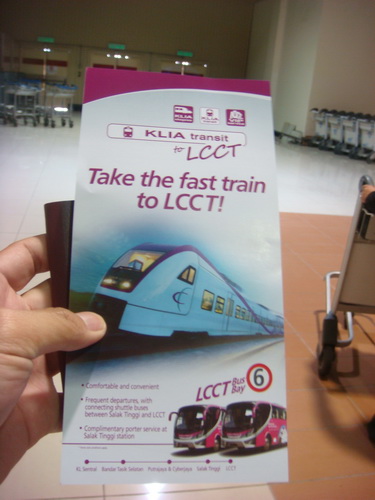 KLIA transit
to LCCT
Take the fast train
to LCCT!
LCCT Bus Bay 6
• Comfortable and convenient
• Frequent departures, with
connecting shuttle buses
between Salak Tinggi and LCCT
• Complimentary porter service at
Salak Tinggi station
KL Sentral Bandar Tasik Selatan Putrajaya & Cyberjaya Salak Tinggi LCCT